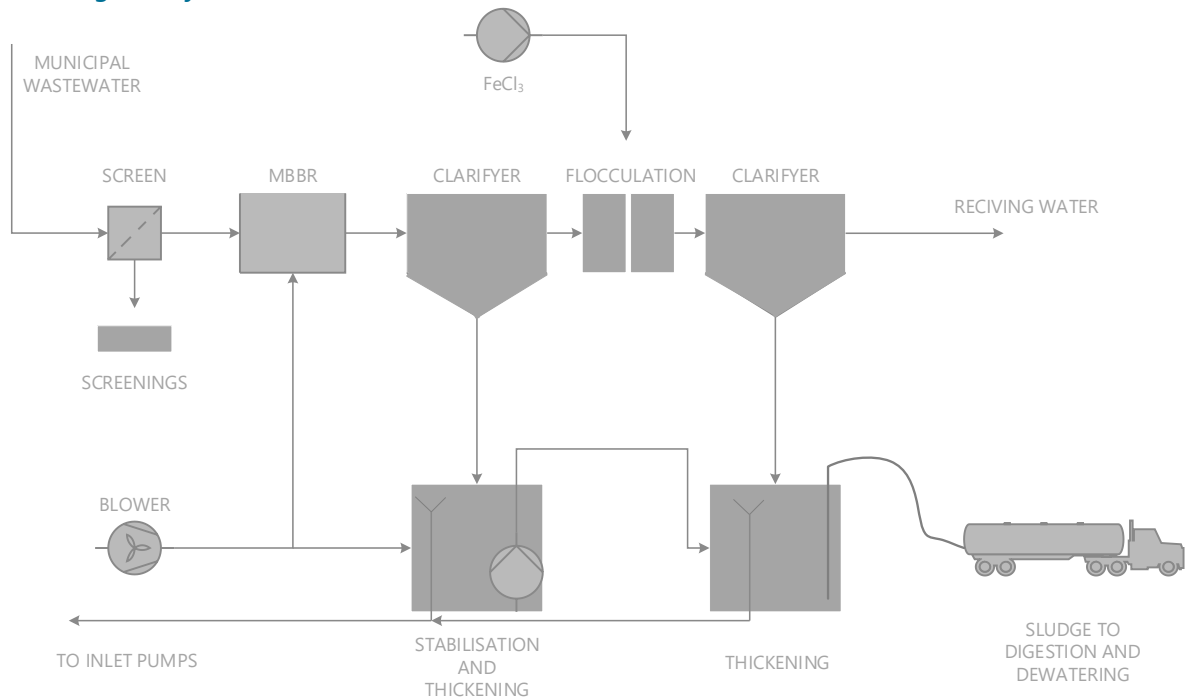 MUNICIPAL
WASTEWATER
FeCl₃
SCREEN
MBBR
CLARIFYER
FLOCCULATION
CLARIFYER
RECIVING WATER
SCREENINGS
BLOWER
TO INLET PUMPS
STABILISATION
AND
THICKENING
THICKENING
SLUDGE TO
DIGESTION AND
DEWATERING